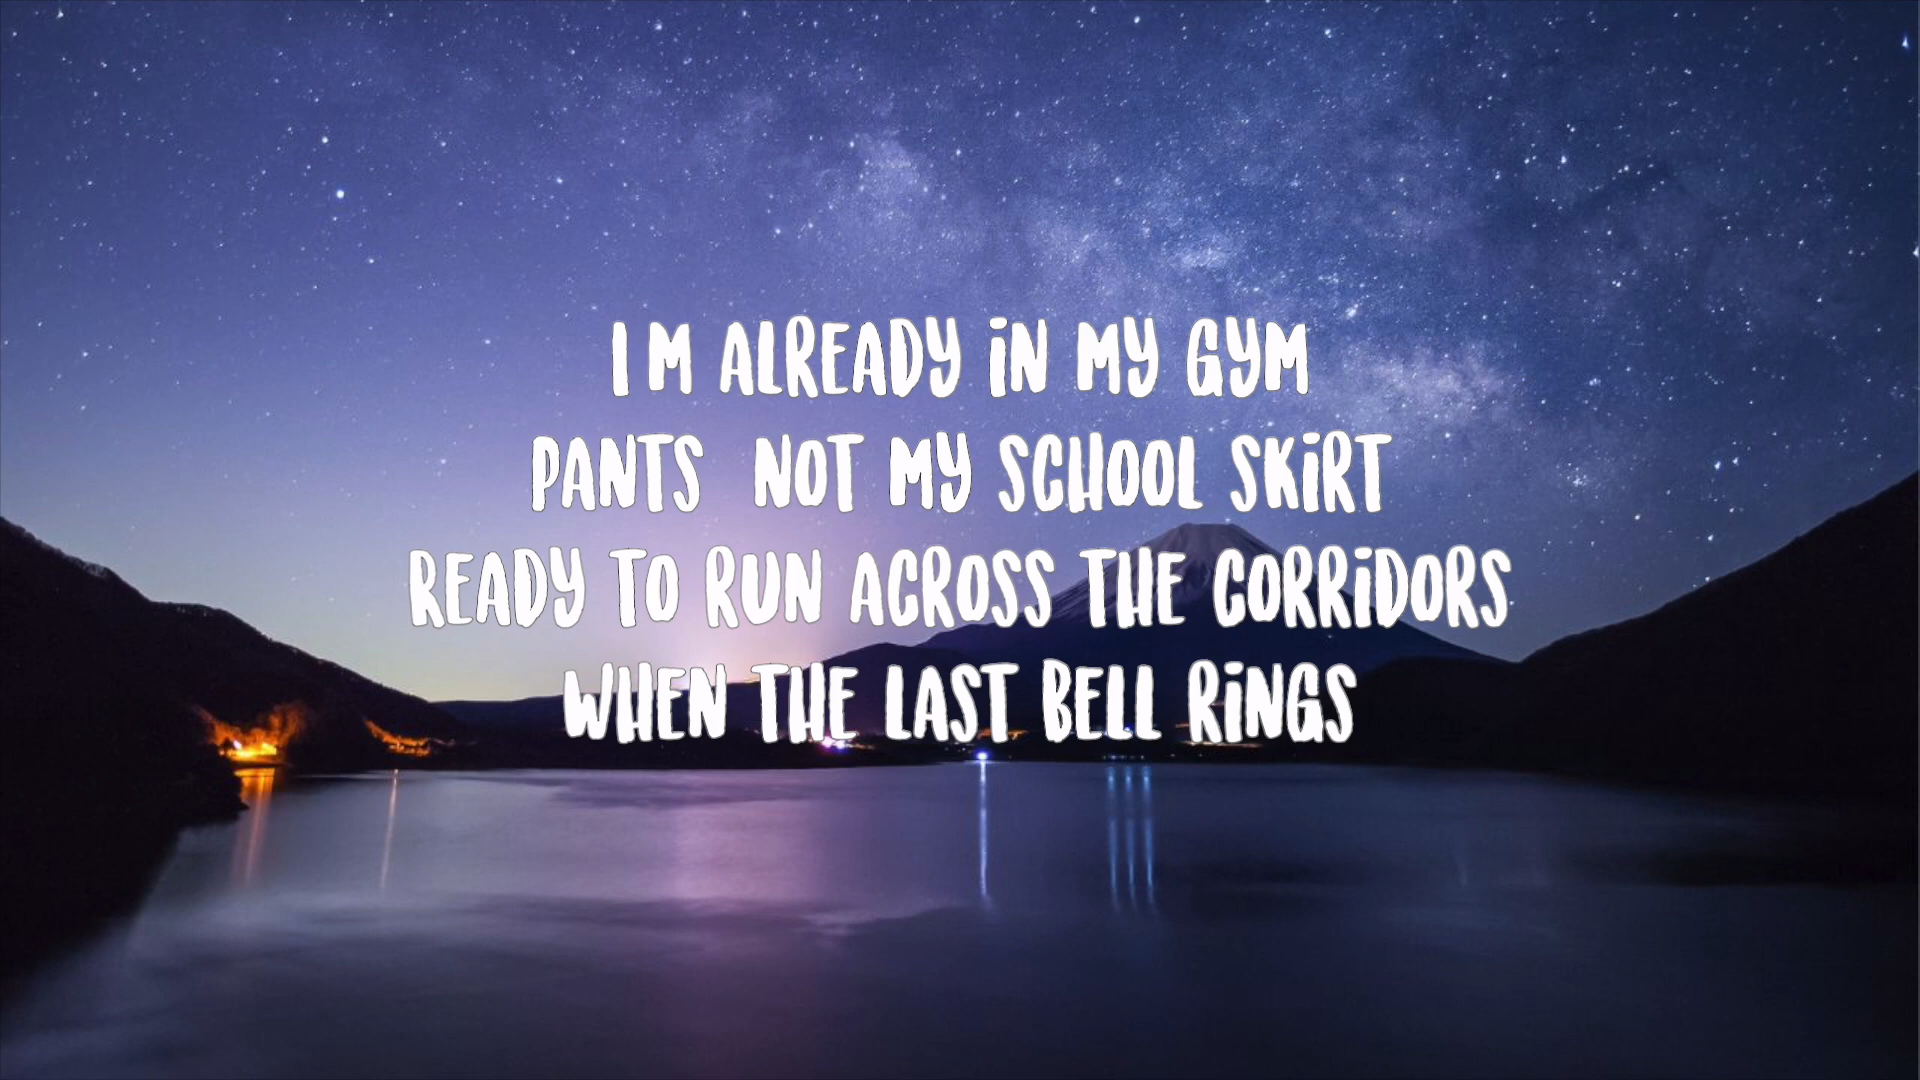 I M ALREADY IN MY GYM
PANTS  NOT MY SCHOOL SKIRT
READY TO RUN ACROSS THE CORRIDORS
WHEN THE LAST BELL RINGS